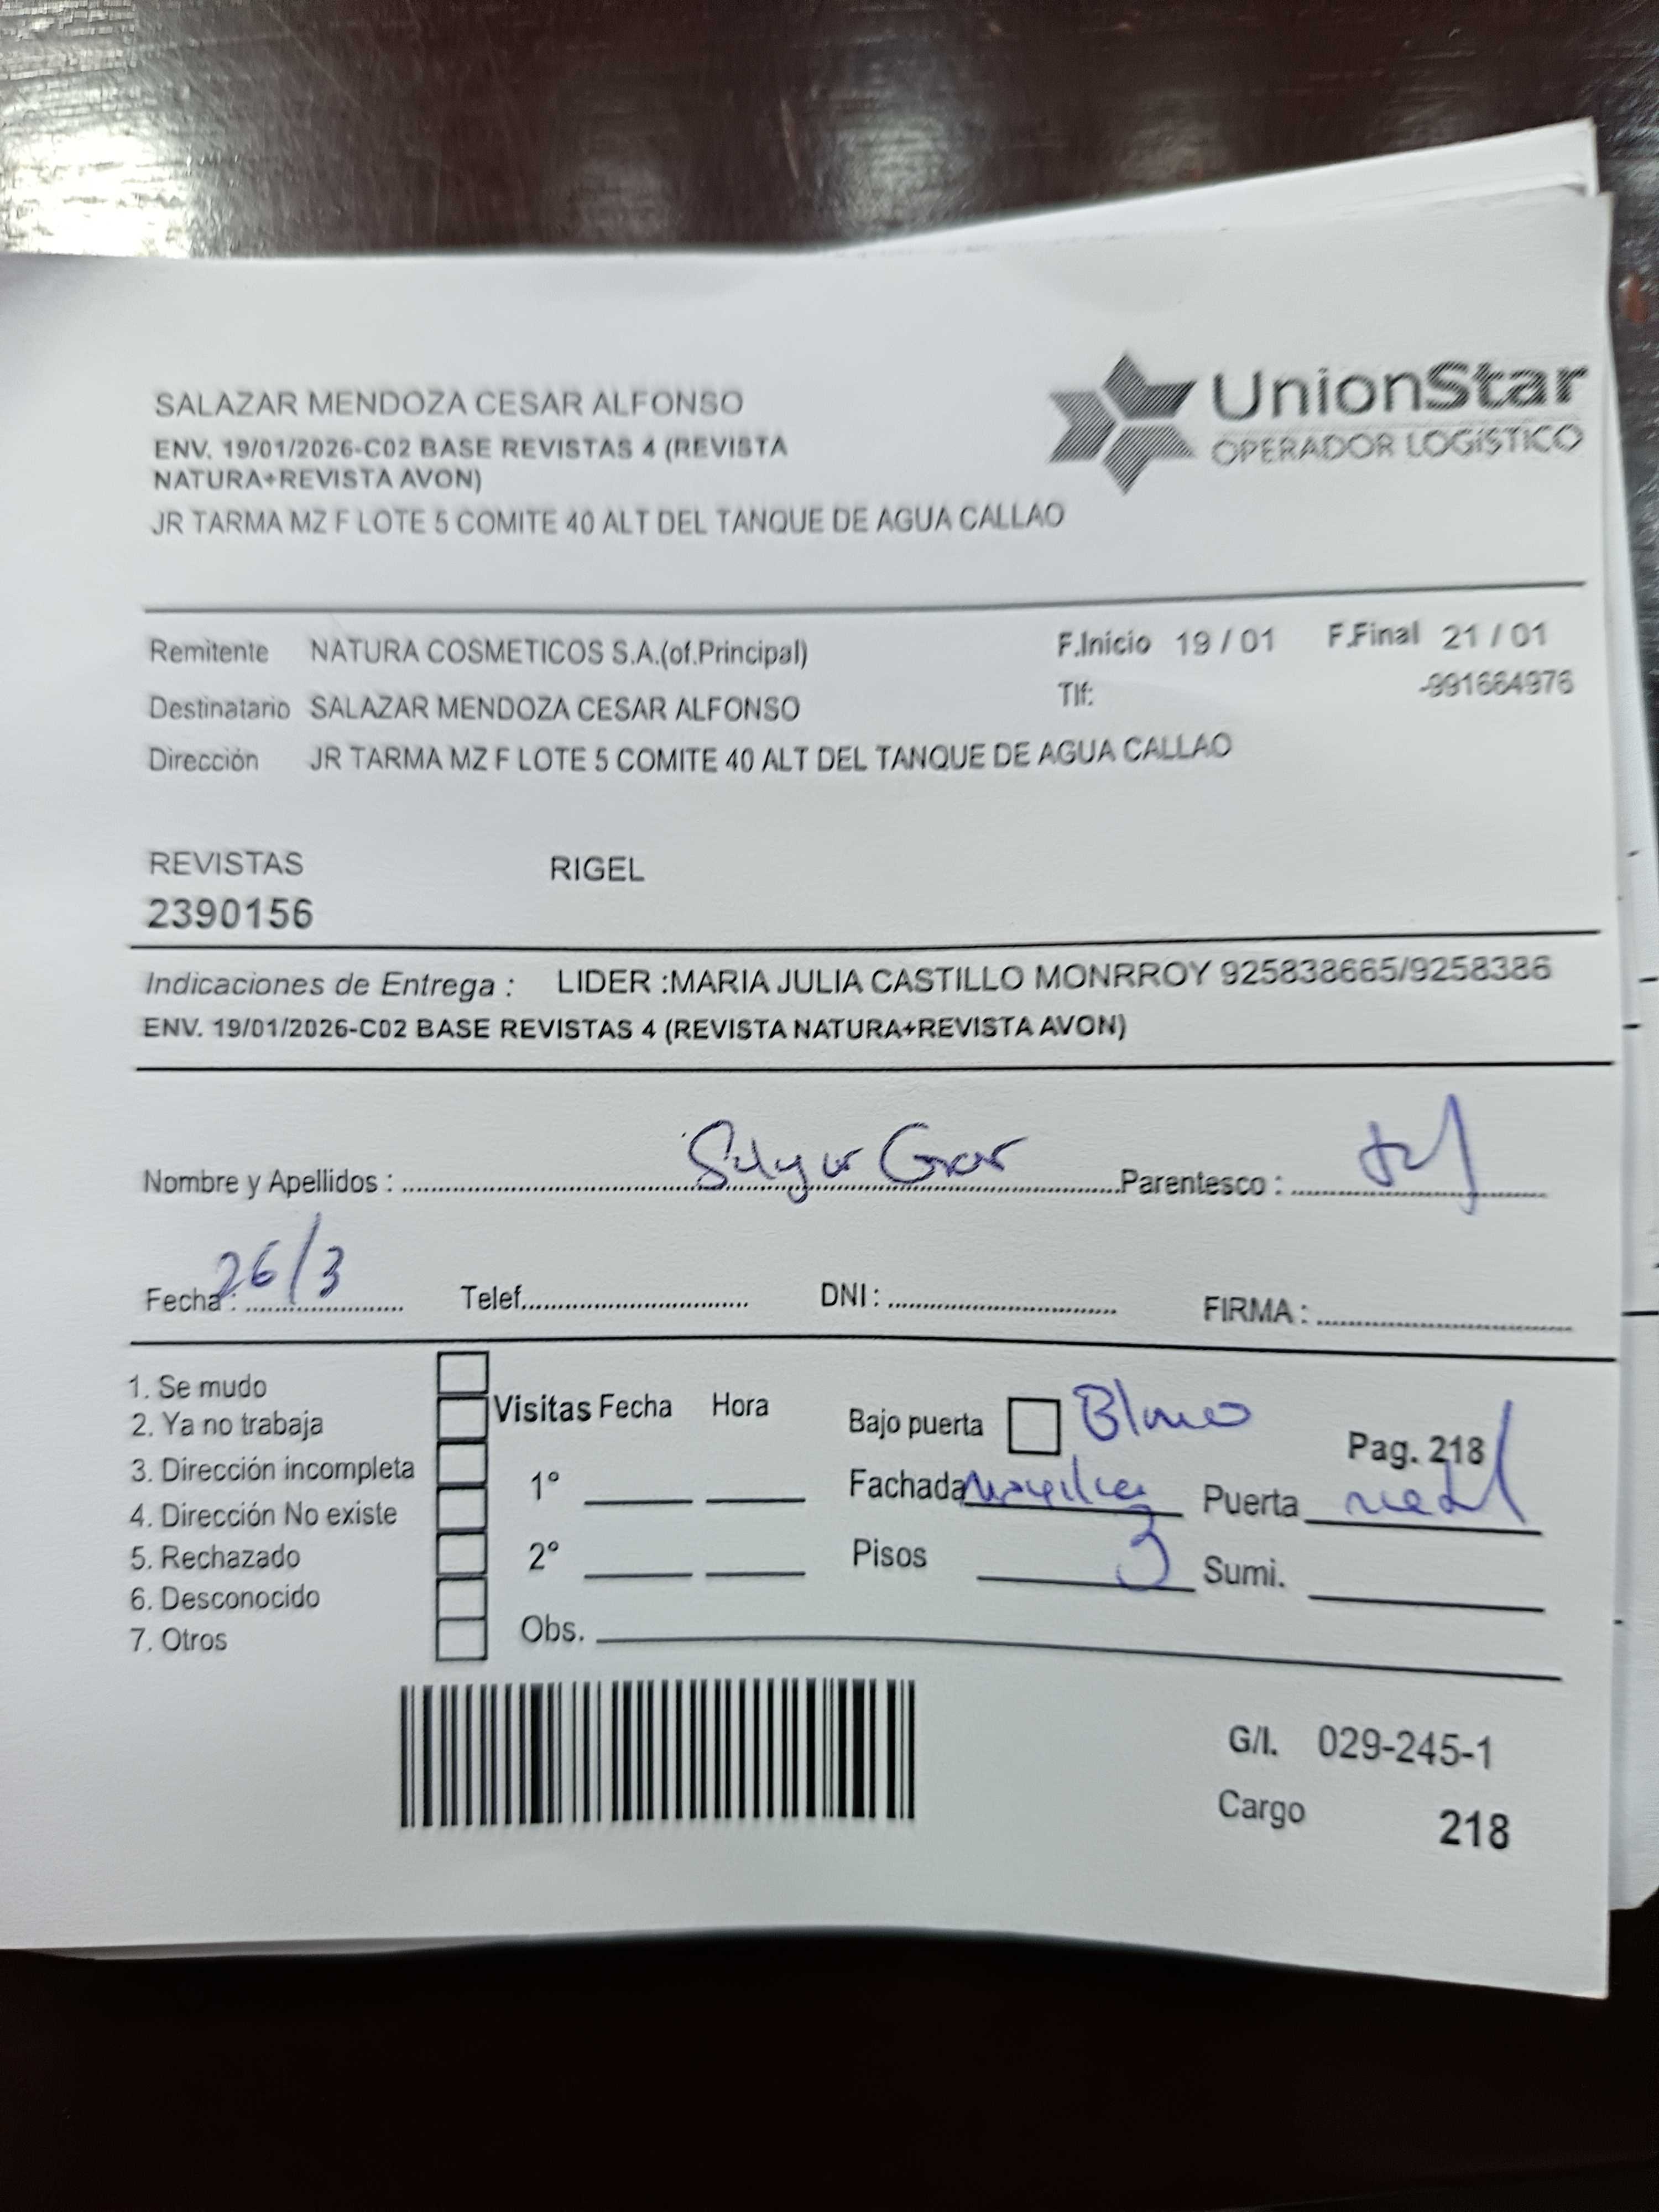 SALAZAR MENDOZA CESAR ALFONSO
ENV. 19/01/2026-C02 BASE REVISTAS 4 (REVISTA
NATURA+REVISTA AVON)
JR TARMA MZ F LOTE 5 COMITE 40 ALT DEL TANQUE DE AGUA CALLAO
UnionStar
OPERADOR LOGÍSTICO
Remitente NATURA COSMETICOS S.A.(of.Principal) F.Inicio 19 / 01 F.Final 21 / 01
Destinatario SALAZAR MENDOZA CESAR ALFONSO Tlf: -991664976
Dirección JR TARMA MZ F LOTE 5 COMITE 40 ALT DEL TANQUE DE AGUA CALLAO
REVISTAS RIGEL
2390156
Indicaciones de Entrega : LIDER :MARIA JULIA CASTILLO MONRROY 925838665/9258386
ENV. 19/01/2026-C02 BASE REVISTAS 4 (REVISTA NATURA+REVISTA AVON)
Nombre y Apellidos : Parentesco :
Fecha : 26/3 Telef. DNI : FIRMA :
1. Se mudo
2. Ya no trabaja
3. Dirección incompleta
4. Dirección No existe
5. Rechazado
6. Desconocido
7. Otros
Visitas Fecha Hora
1°
2°
Obs.
Bajo puerta Pag. 218
Fachada Puerta
Pisos 3 Sumi.
G/I. 029-245-1
Cargo 218